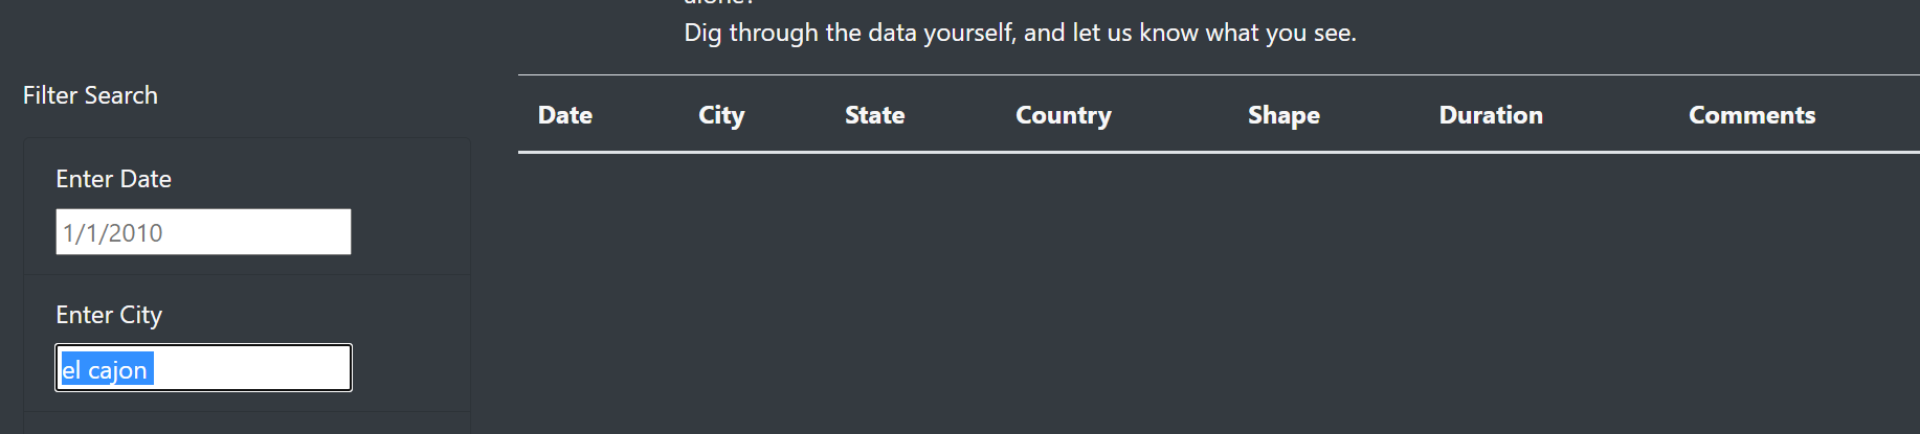 alone?
Dig through the data yourself, and let us know what you see.
Filter Search
Date City State Country Shape Duration Comments
Enter Date
1/1/2010
Enter City
el cajon